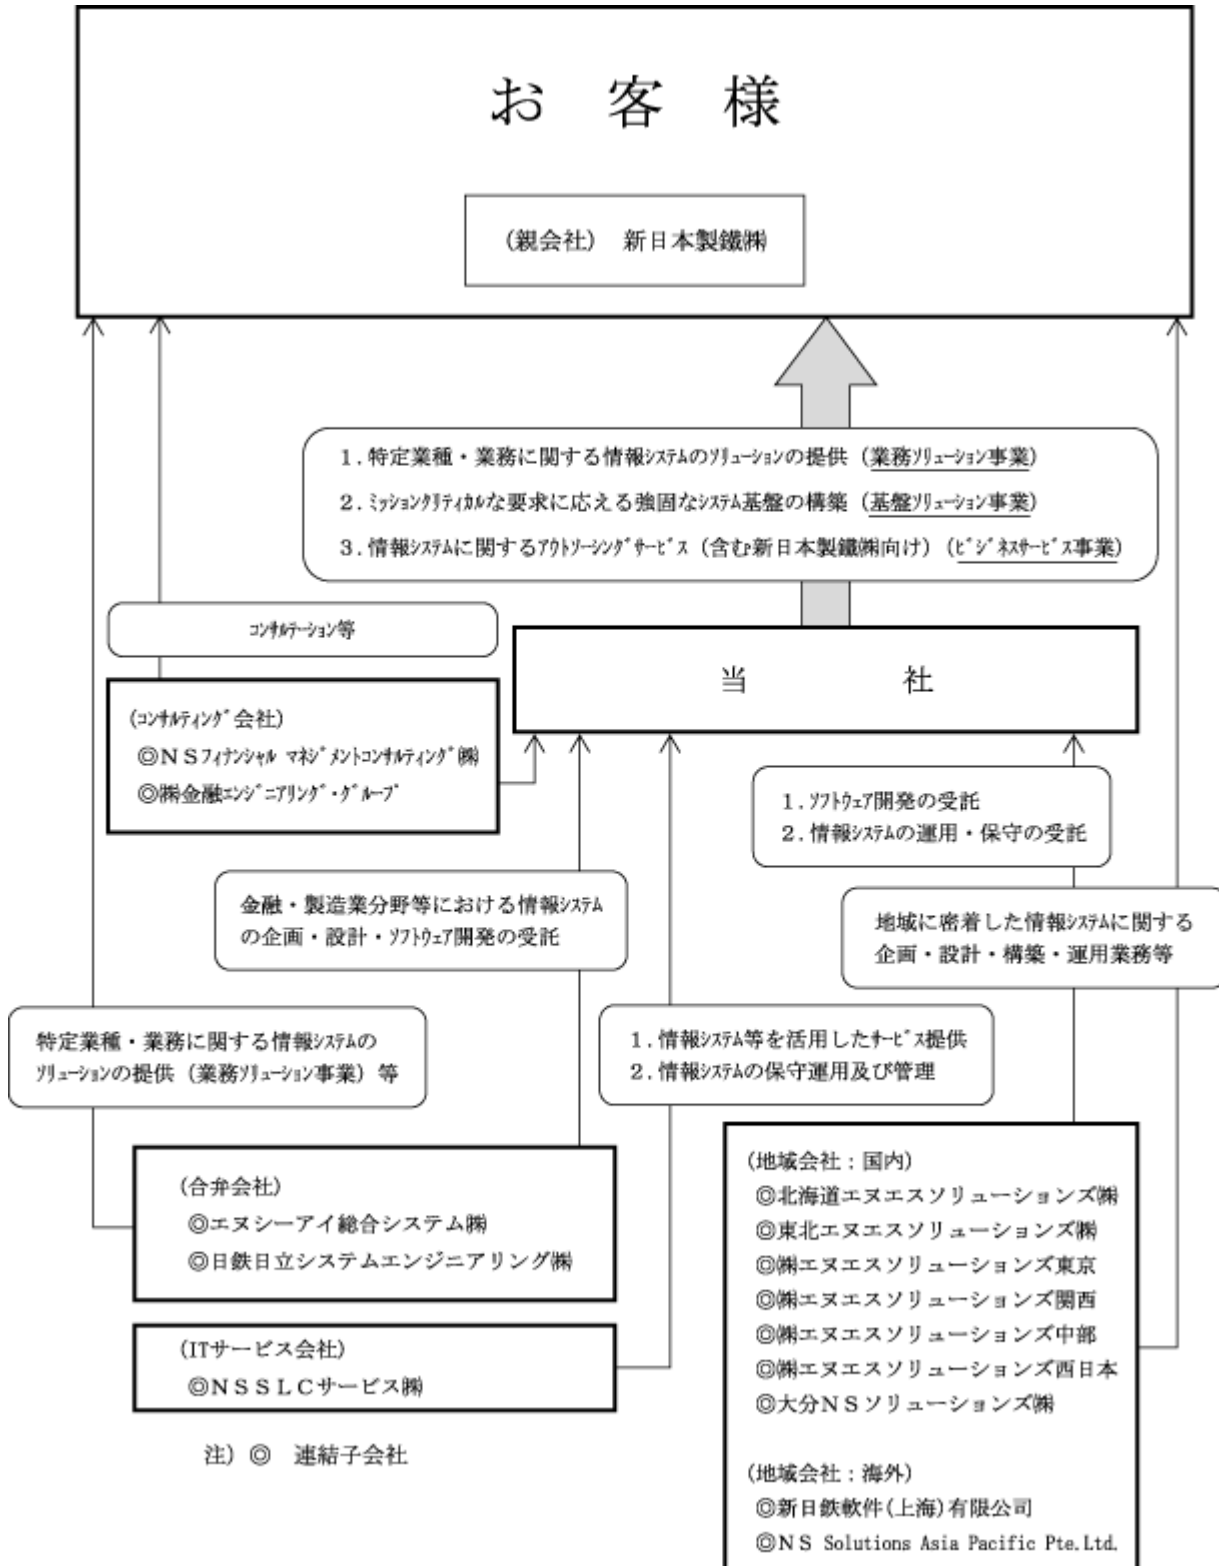 お 客 様
(親会社) 新日本製鐵㈱
1.特定業種・業務に関する情報ｼｽﾃﾑのｿﾘｭｰｼｮﾝの提供 (業務ｿﾘｭｰｼｮﾝ事業)
2.ﾐｯｼｮﾝｸﾘﾃｨｶﾙな要求に応える強固なｼｽﾃﾑ基盤の構築 (基盤ｿﾘｭｰｼｮﾝ事業)
3.情報ｼｽﾃﾑに関するｱｳﾄｿｰｼﾝｸﾞｻｰﾋﾞｽ (含む新日本製鐵㈱向け) (ﾋﾞｼﾞﾈｽｻｰﾋﾞｽ事業)
ｺﾝｻﾙﾃｰｼｮﾝ等
当 社
(ｺﾝｻﾙﾃｨﾝｸﾞ会社)
◎ＮＳﾌｨﾅﾝｼｬﾙ ﾏﾈｼﾞﾒﾝﾄｺﾝｻﾙﾃｨﾝｸﾞ㈱
◎㈱金融ｴﾝｼﾞﾆｱﾘﾝｸﾞ･ｸﾞﾙｰﾌﾟ
1.ｿﾌﾄｳｪｱ開発の受託
2.情報ｼｽﾃﾑの運用・保守の受託
金融・製造業分野等における情報ｼｽﾃﾑ
の企画・設計・ｿﾌﾄｳｪｱ開発の受託
地域に密着した情報ｼｽﾃﾑに関する
企画・設計・構築・運用業務等
特定業種・業務に関する情報ｼｽﾃﾑの
ｿﾘｭｰｼｮﾝの提供 (業務ｿﾘｭｰｼｮﾝ事業) 等
1.情報ｼｽﾃﾑ等を活用したｻｰﾋﾞｽ提供
2.情報ｼｽﾃﾑの保守運用及び管理
(合弁会社)
◎エヌシーアイ総合システム㈱
◎日鉄日立システムエンジニアリング㈱
(ITサービス会社)
◎ＮＳＳＬＣサービス㈱
注) ◎ 連結子会社
(地域会社：国内)
◎北海道エヌエスソリューションズ㈱
◎東北エヌエスソリューションズ㈱
◎㈱エヌエスソリューションズ東京
◎㈱エヌエスソリューションズ関西
◎㈱エヌエスソリューションズ中部
◎㈱エヌエスソリューションズ西日本
◎大分ＮＳソリューションズ㈱
(地域会社：海外)
◎新日鉄軟件(上海)有限公司
◎ＮＳ Solutions Asia Pacific Pte.Ltd.